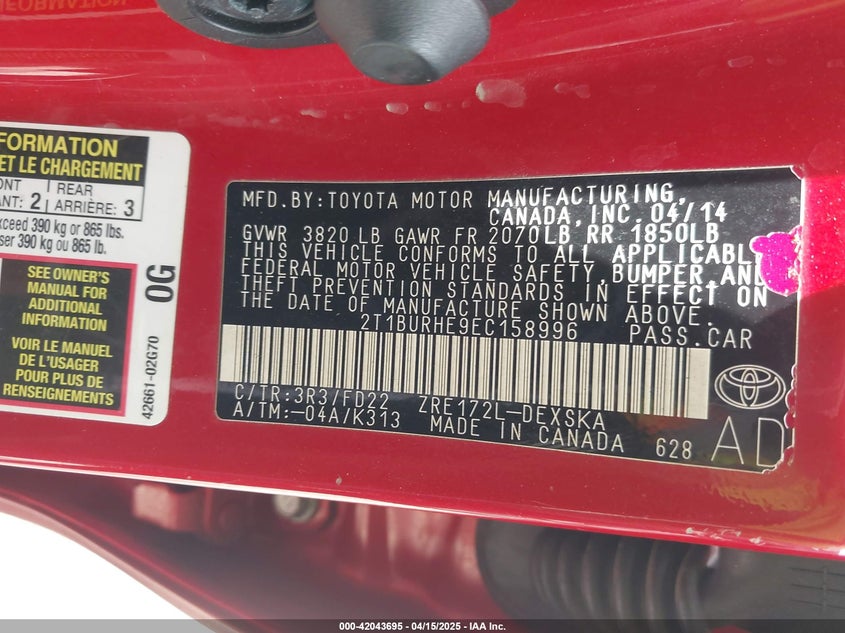 INFORMATION
FORMATION
ET LE CHARGEMENT
ONT
ANT: 2
REAR
ARRIÈRE: 3
exceed 390 kg or 865 lbs.
ser 390 kg ou 865 lb.
SEE OWNER'S
MANUAL FOR
ADDITIONAL
INFORMATION
VOIR LE MANUEL
DE L'USAGER
POUR PLUS DE
RENSEIGNEMENTS
0G
42661-02G70
MFD.BY:TOYOTA MOTOR MANUFACTURING,
CANADA, INC. 04/14
GVWR 3820 LB GAWR FR 2070LB RR 1850LB
THIS VEHICLE CONFORMS TO ALL APPLICABLE
FEDERAL MOTOR VEHICLE SAFETY, BUMPER, AND
THEFT PREVENTION STANDARDS IN EFFECT ON
THE DATE OF MANUFACTURE SHOWN ABOVE.
2T1BURHE9EC158996 PASS.CAR
C/TR:3R3/FD22 ZRE172L-DEXSKA
A/TM:-04A/K313 MADE IN CANADA 628
AD
000-42043695 - 04/15/2025 - IAA Inc.